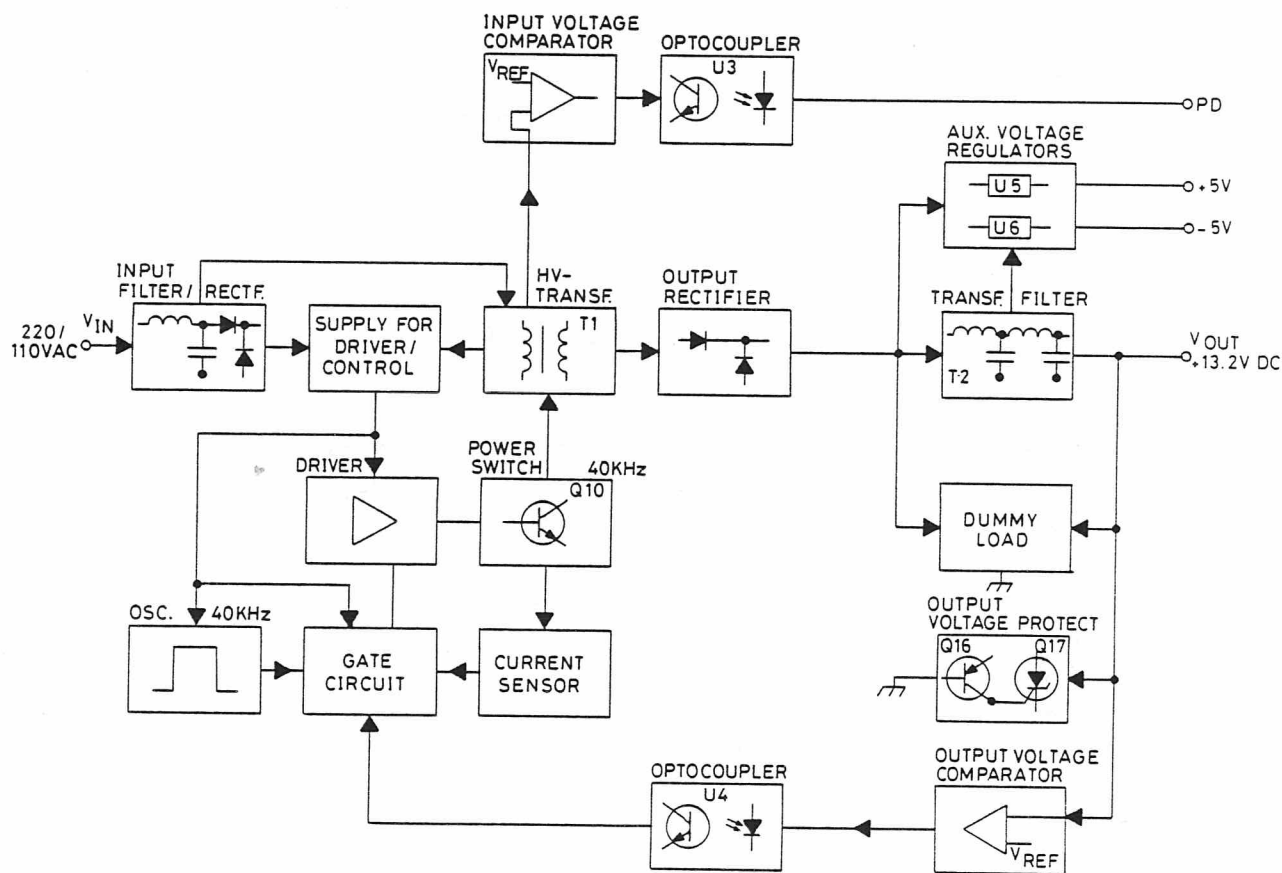 INPUT VOLTAGE
COMPARATOR
VREF
OPTOCOUPLER
U3
PD
AUX. VOLTAGE
REGULATORS
U5
+5V
U6
-5V
INPUT
FILTER/ RECTF.
VIN
220/
110VAC
SUPPLY FOR
DRIVER/
CONTROL
HV-
TRANSF.
T1
OUTPUT
RECTIFIER
TRANSF. FILTER
T-2
VOUT
+13.2V DC
DRIVER
POWER
SWITCH
40KHz
Q10
DUMMY
LOAD
OSC. 40KHz
GATE
CIRCUIT
CURRENT
SENSOR
OUTPUT
VOLTAGE PROTECT
Q16
Q17
OPTOCOUPLER
U4
OUTPUT VOLTAGE
COMPARATOR
VREF